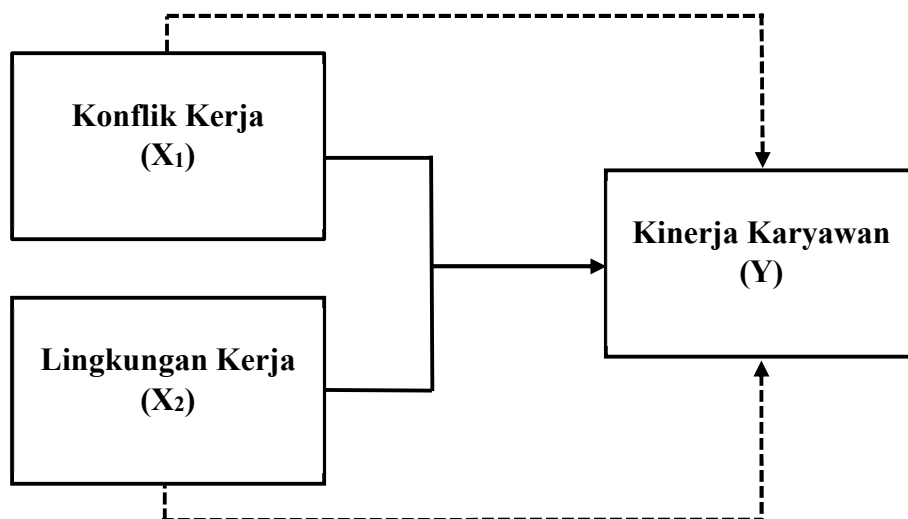 Konflik Kerja
(X₁)
Kinerja Karyawan
(Y)
Lingkungan Kerja
(X₂)